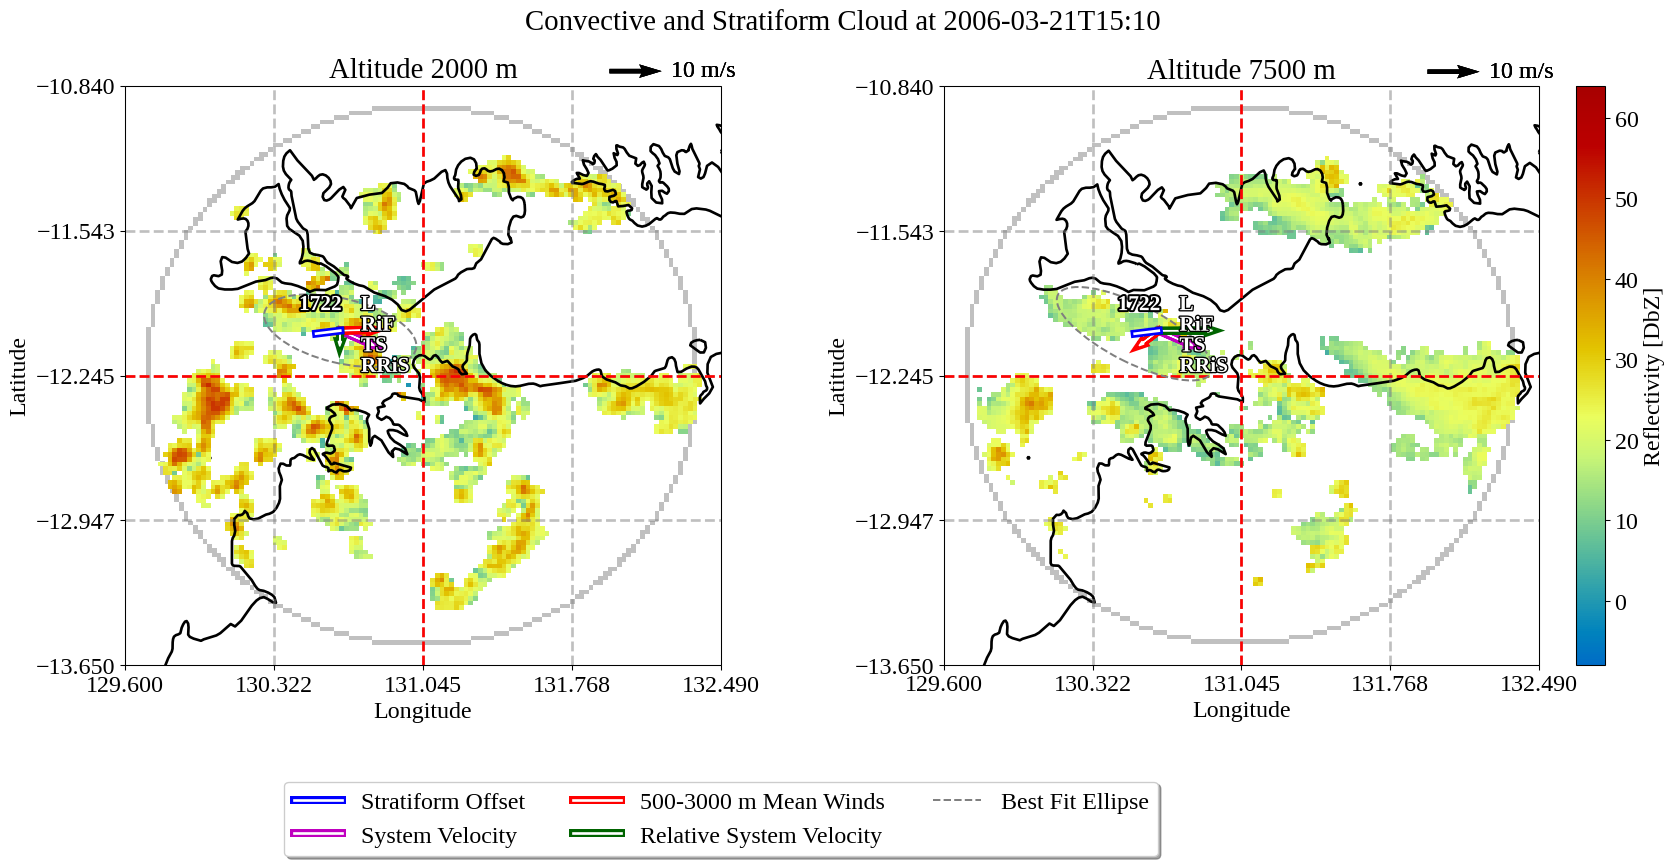 Convective and Stratiform Cloud at 2006-03-21T15:10
Altitude 2000 m
10 m/s
Altitude 7500 m
10 m/s
−10.840
−11.543
−12.245
−12.947
−13.650
Latitude
129.600 130.322 131.045 131.768 132.490
Longitude
1722
L
RiF
TS
RRiS
−10.840
−11.543
−12.245
−12.947
−13.650
Latitude
129.600 130.322 131.045 131.768 132.490
Longitude
1722
L
RiF
TS
RRiS
60
50
40
30
20
10
0
Reflectivity [DbZ]
Stratiform Offset
System Velocity
500-3000 m Mean Winds
Relative System Velocity
Best Fit Ellipse